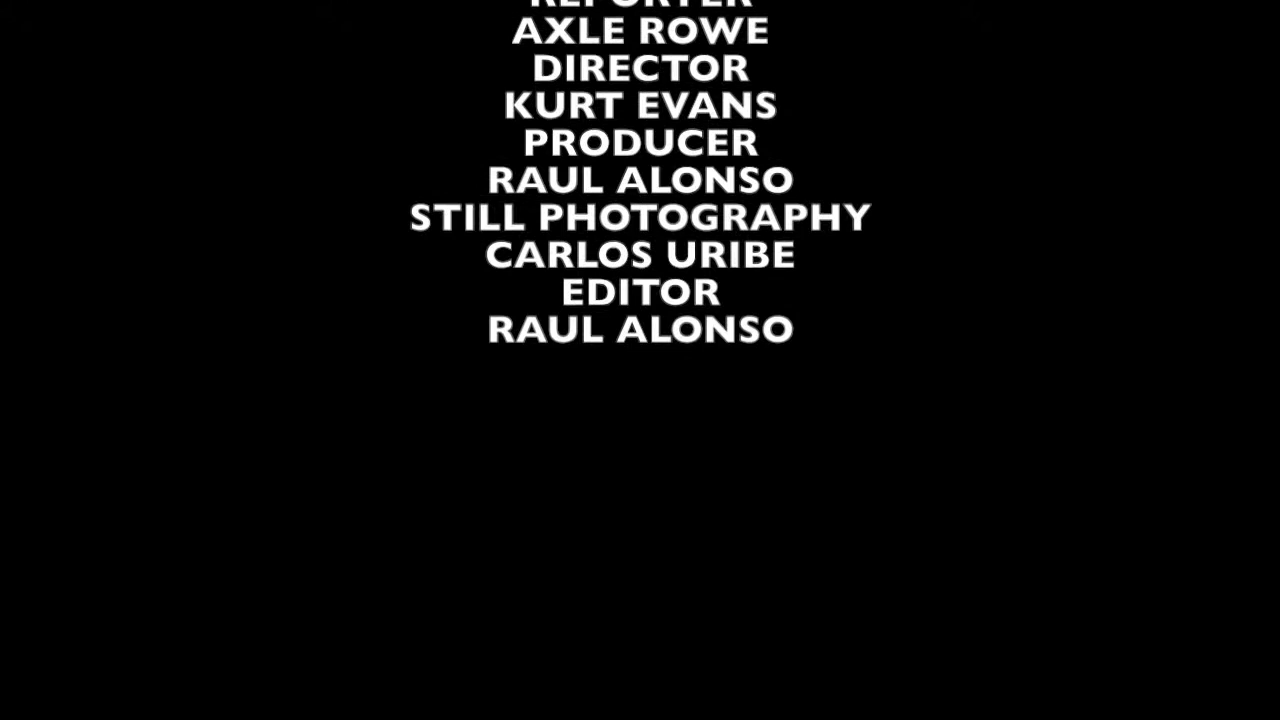 REPORTER
AXLE ROWE
DIRECTOR
KURT EVANS
PRODUCER
RAUL ALONSO
STILL PHOTOGRAPHY
CARLOS URIBE
EDITOR
RAUL ALONSO